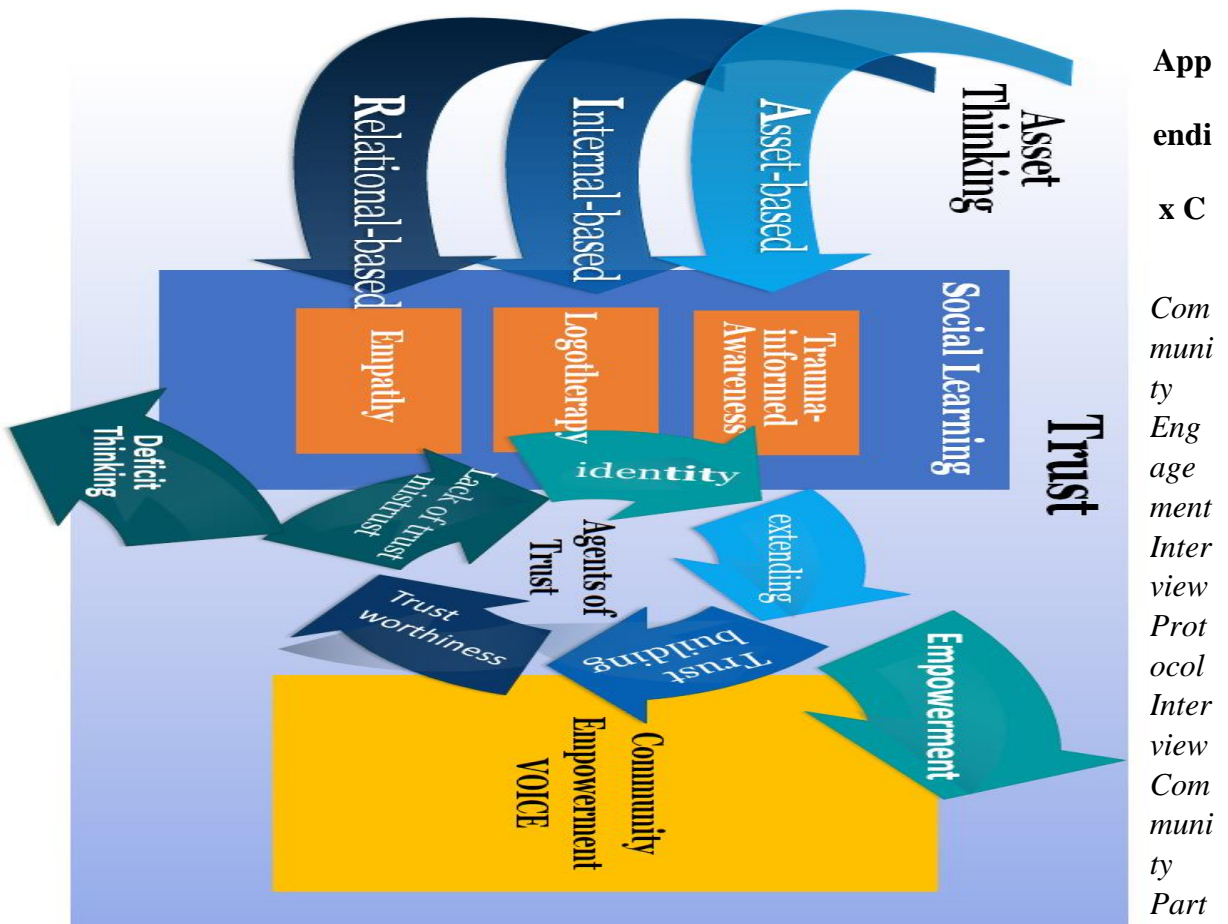 Trust
Asset
Thinking
Asset-based
Internal-based
Relational-based
Social Learning
Trauma-
informed
Awareness
Logotherapy
Empathy
Deficit
Thinking
Lack of trust
mistrust
identity
extending
Empowerment
Agents of
Trust
Trust
building
Trust
worthiness
Community
Empowerment
VOICE
App
endi
x C
Com
muni
ty
Eng
age
ment
Inter
view
Prot
ocol
Inter
view
Com
muni
ty
Part